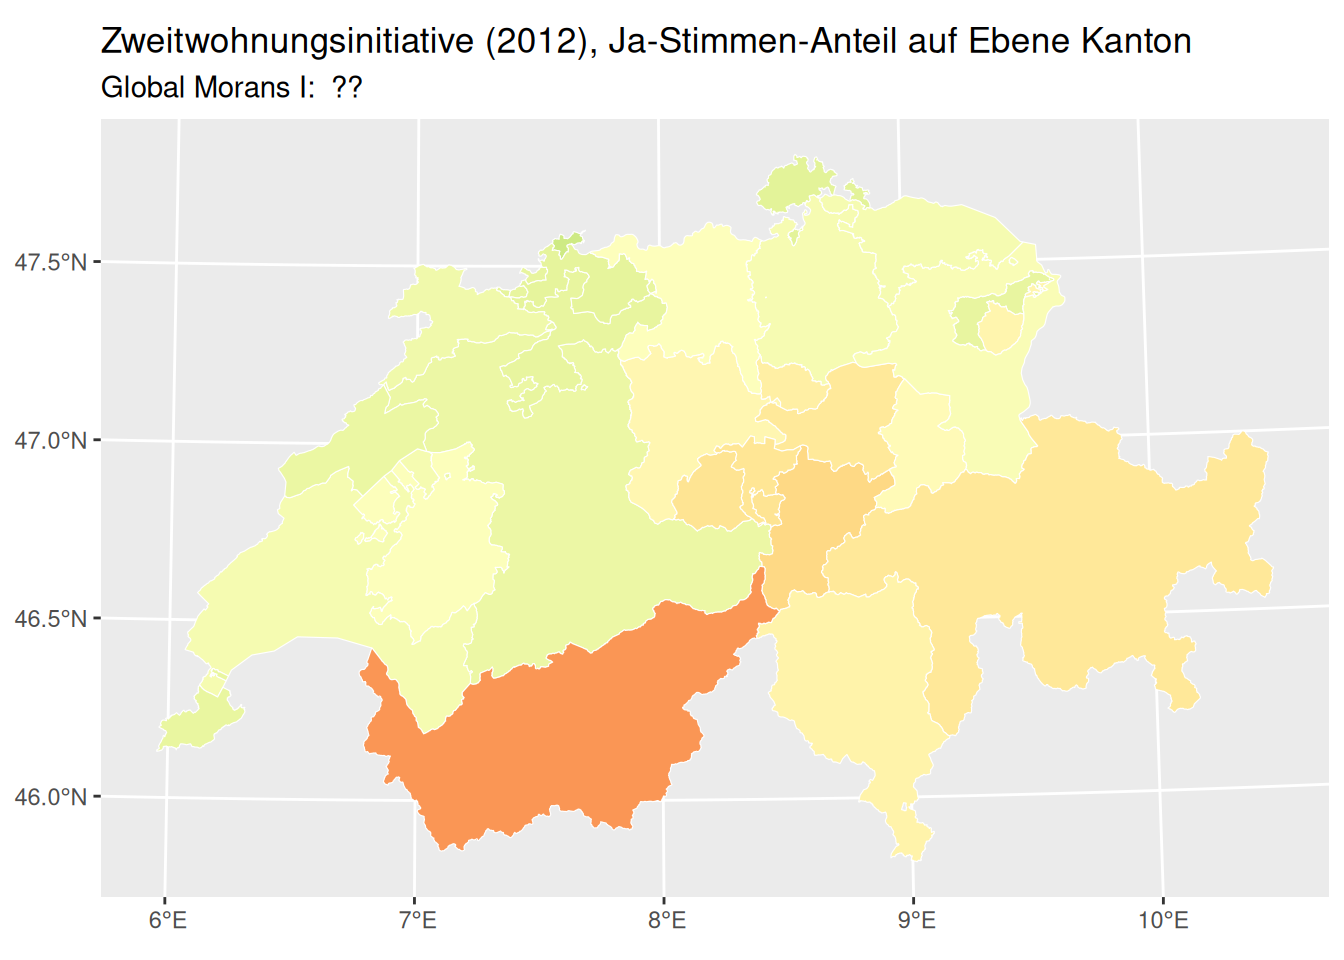 Zweitwohnungsinitiative (2012), Ja-Stimmen-Anteil auf Ebene Kanton
Global Morans I:  ??
47.5°N
47.0°N
46.5°N
46.0°N
6°E
7°E
8°E
9°E
10°E